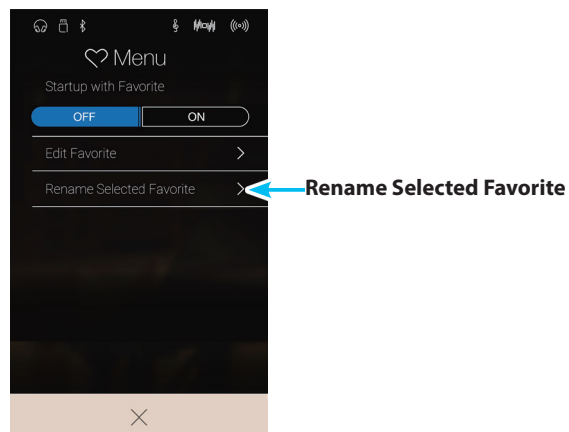 Menu
Startup with Favorite
OFF ON
Edit Favorite
Rename Selected Favorite
Rename Selected Favorite